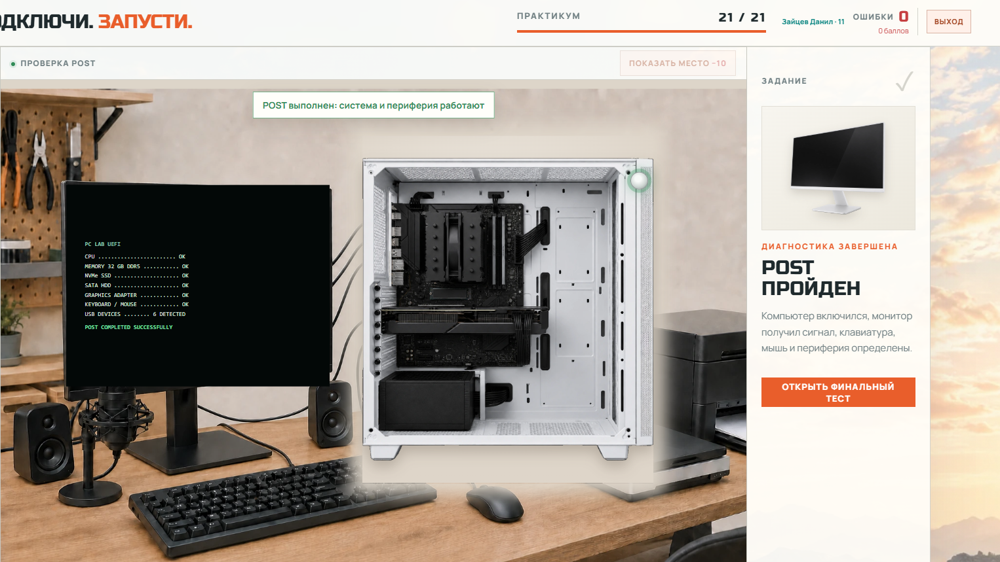 ОДКЛЮЧИ. ЗАПУСТИ.
ПРАКТИКУМ
21 / 21
Зайцев Данил · 11
ОШИБКИ 0
0 баллов
ВЫХОД
ПРОВЕРКА POST
ПОКАЗАТЬ МЕСТО −10
POST выполнен: система и периферия работают
PC LAB UEFI
CPU ........................ OK
MEMORY 32 GB DDR5 ........... OK
NVMe SSD .................... OK
SATA HDD .................... OK
GRAPHICS ADAPTER ............ OK
KEYBOARD / MOUSE ............ OK
USB DEVICES ........ 6 DETECTED
POST COMPLETED SUCCESSFULLY
ЗАДАНИЕ
ДИАГНОСТИКА ЗАВЕРШЕНА
POST
ПРОЙДЕН
Компьютер включился, монитор
получил сигнал, клавиатура,
мышь и периферия определены.
ОТКРЫТЬ ФИНАЛЬНЫЙ
ТЕСТ